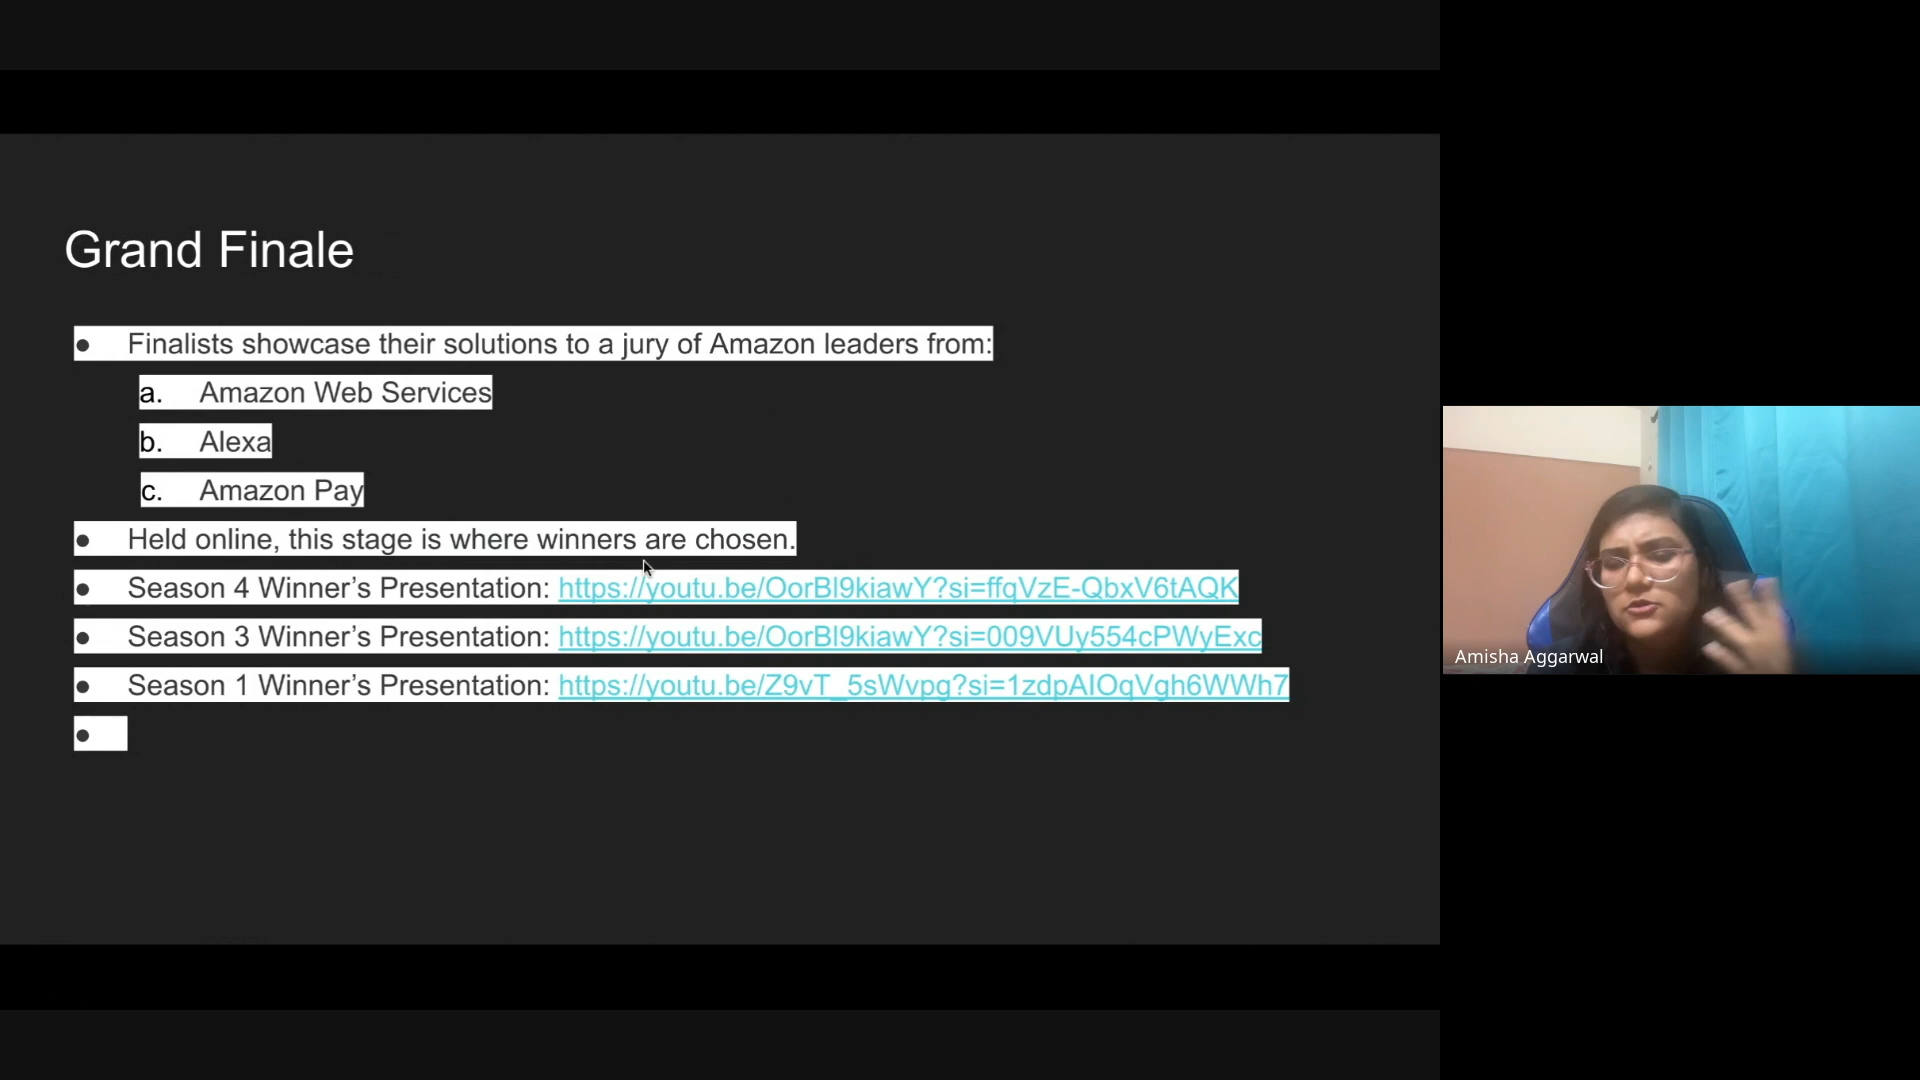 Grand Finale
● Finalists showcase their solutions to a jury of Amazon leaders from:
a. Amazon Web Services
b. Alexa
c. Amazon Pay
● Held online, this stage is where winners are chosen.
● Season 4 Winner’s Presentation: https://youtu.be/OorBl9kiawY?si=ffqVzE-QbxV6tAQK
● Season 3 Winner’s Presentation: https://youtu.be/OorBl9kiawY?si=009VUy554cPWyExc
● Season 1 Winner’s Presentation: https://youtu.be/Z9vT_5sWvpg?si=1zdpAIOqVgh6WWh7
●
Amisha Aggarwal